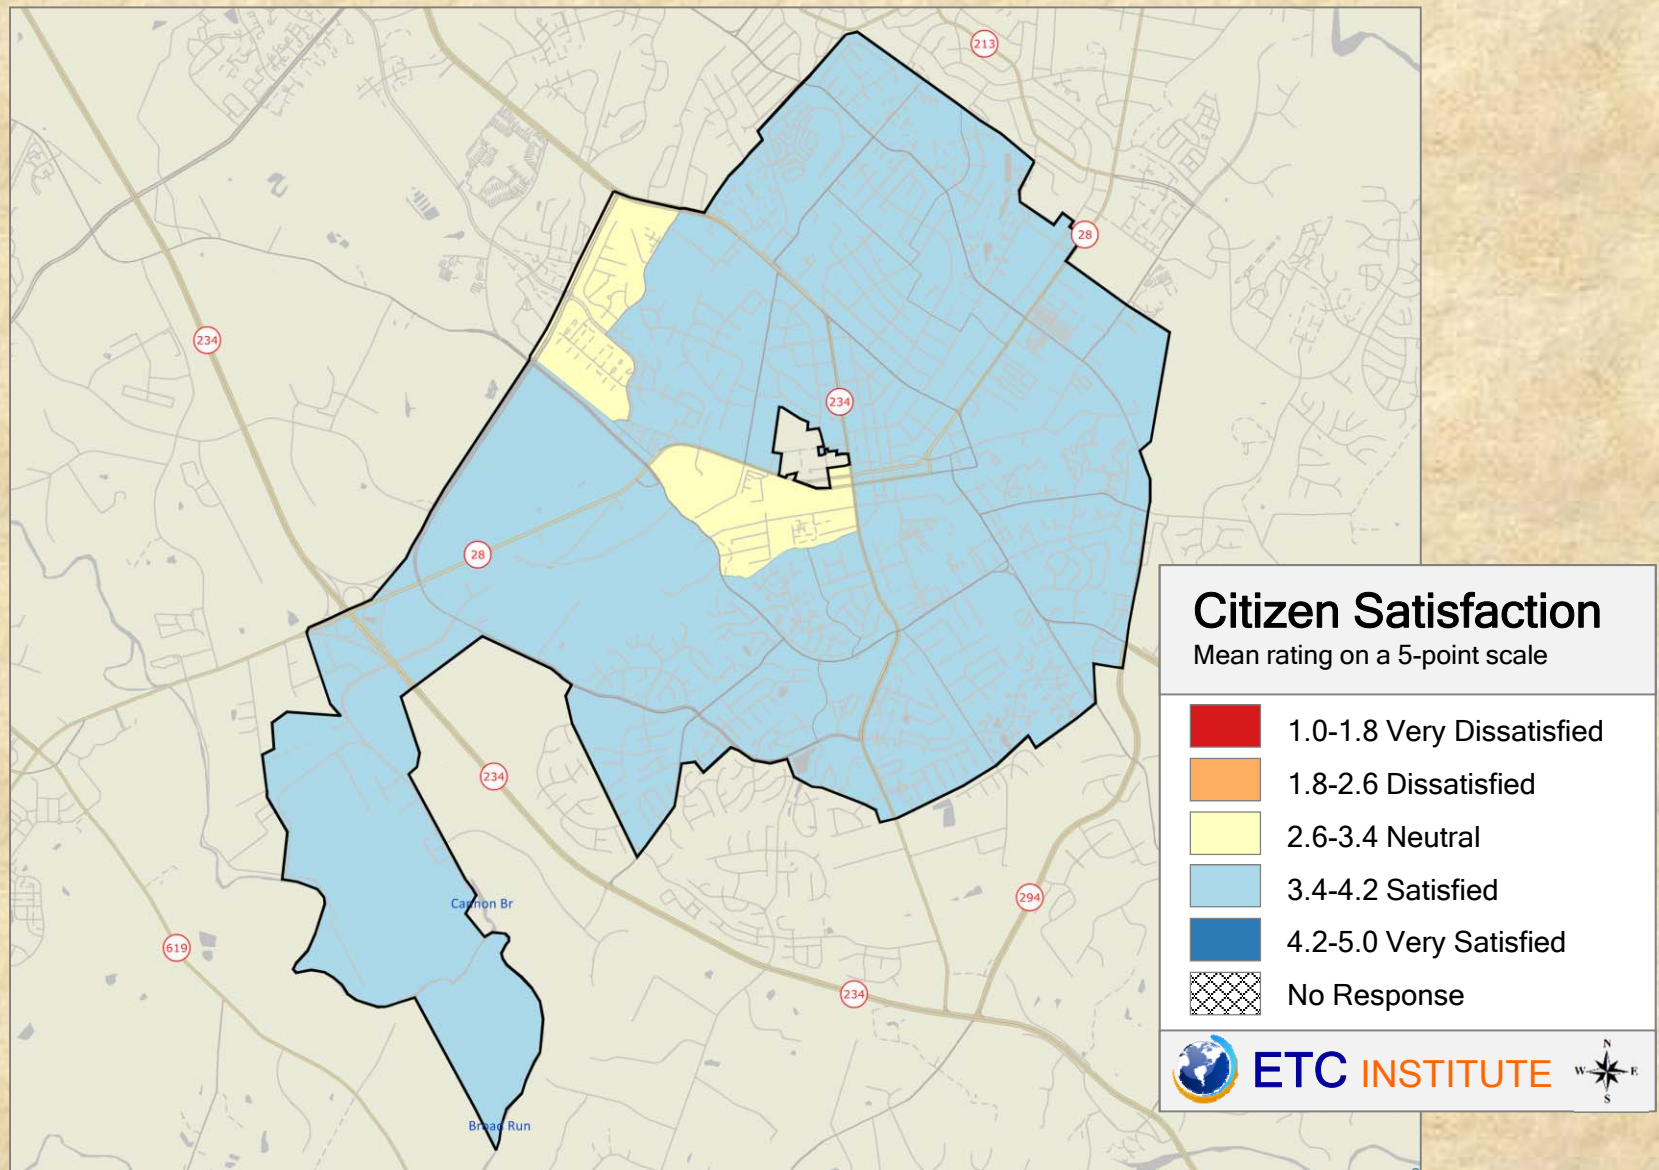 213
28
234
234
28
Cannon Br
234
619
294
234
Broad Run
Citizen Satisfaction
Mean rating on a 5-point scale
1.0-1.8 Very Dissatisfied
1.8-2.6 Dissatisfied
2.6-3.4 Neutral
3.4-4.2 Satisfied
4.2-5.0 Very Satisfied
No Response
ETC INSTITUTE
N
W E
S